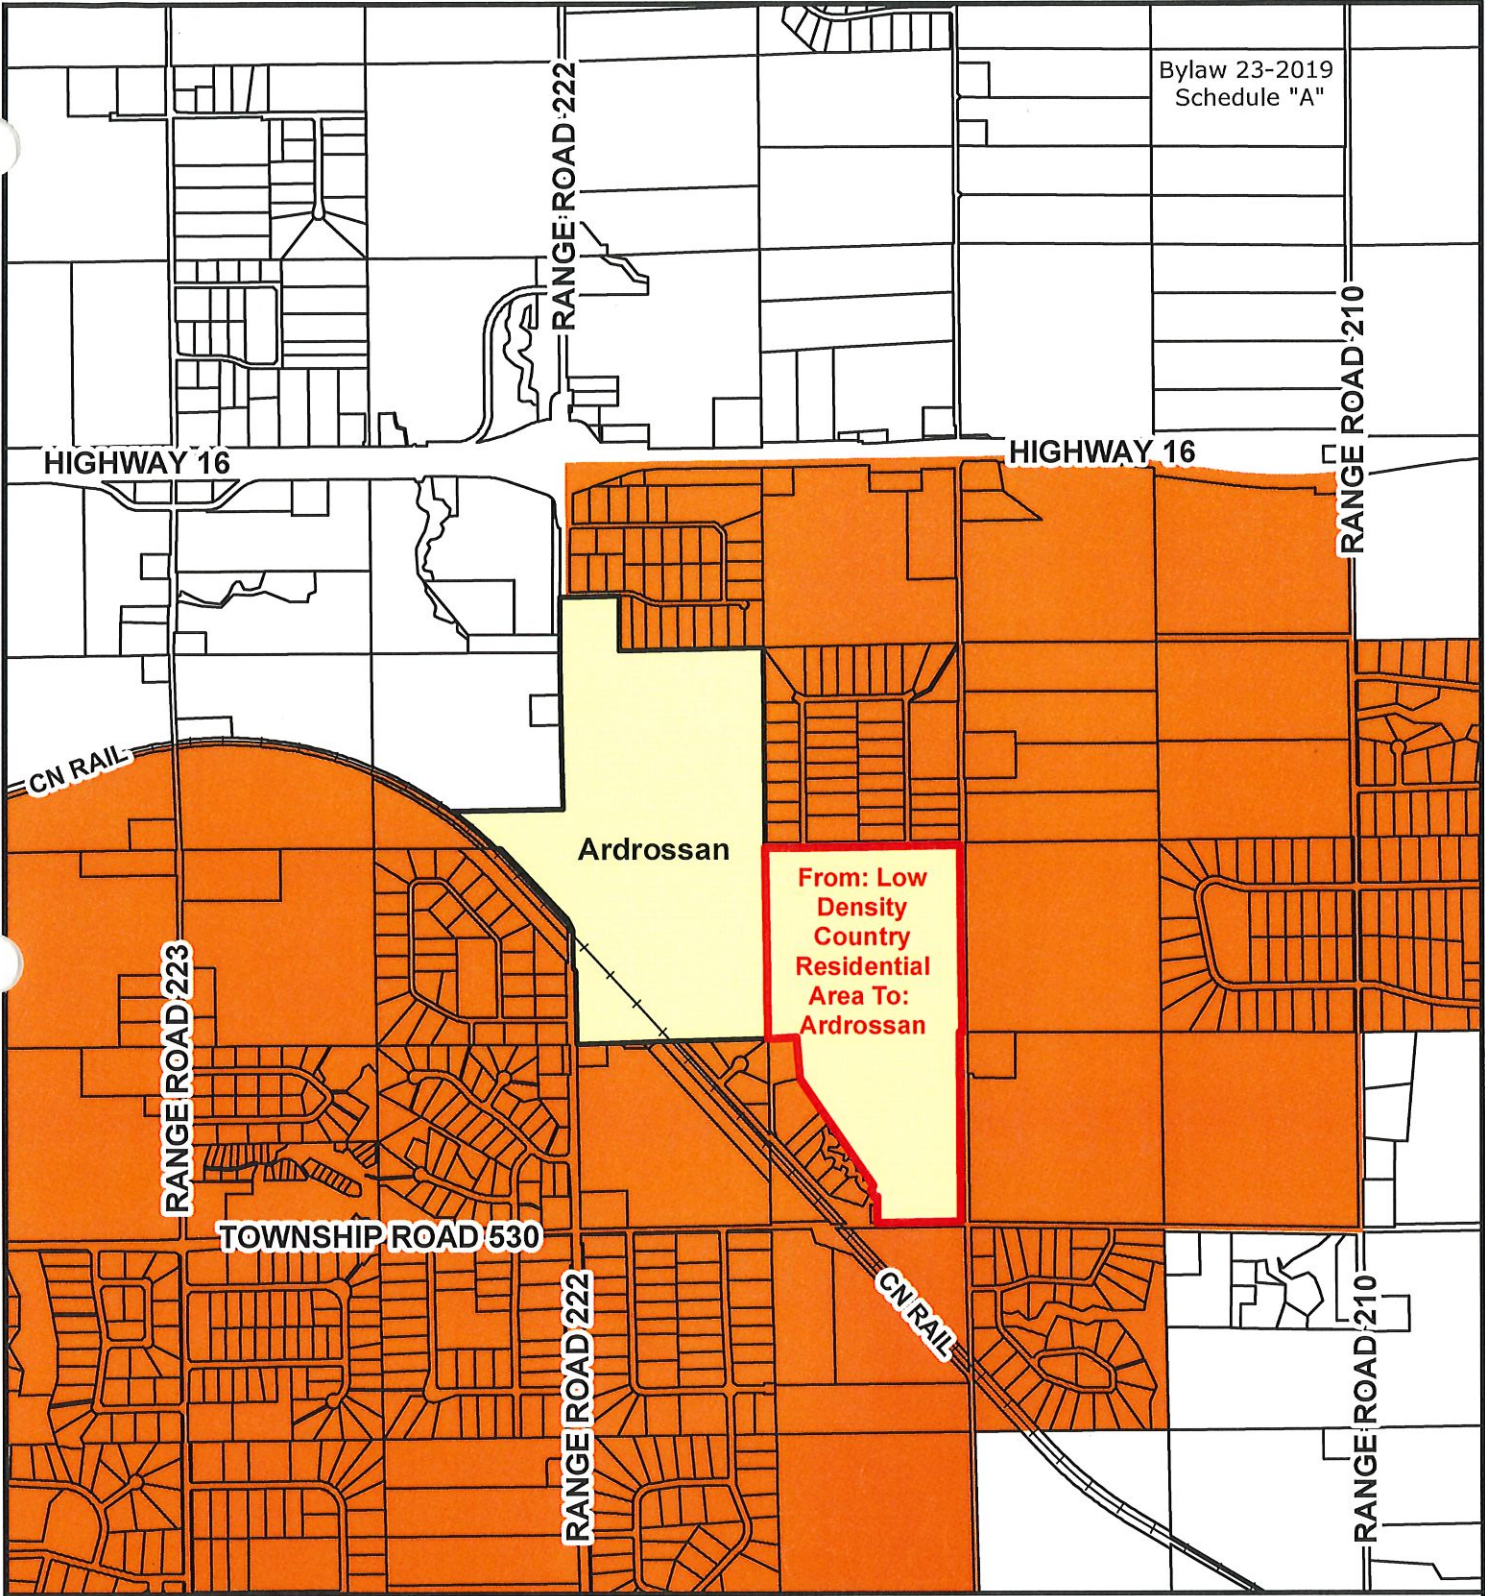 Bylaw 23-2019
Schedule "A"
RANGE ROAD 222
RANGE ROAD 210
HIGHWAY 16
HIGHWAY 16
CN RAIL
Ardrossan
From: Low
Density
Country
Residential
Area To:
Ardrossan
RANGE ROAD 223
TOWNSHIP ROAD 530
RANGE ROAD 222
CN RAIL
RANGE ROAD 210